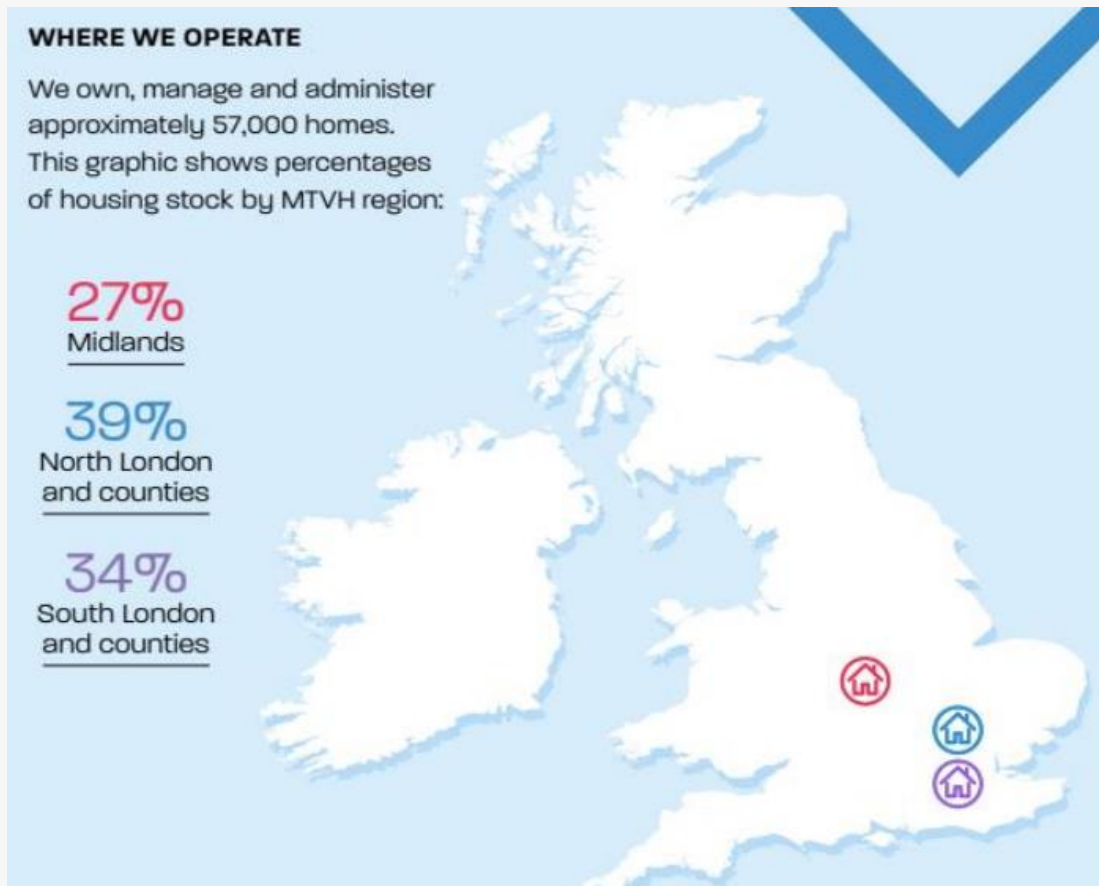 WHERE WE OPERATE
We own, manage and administer
approximately 57,000 homes.
This graphic shows percentages
of housing stock by MTVH region:
27%
Midlands
39%
North London
and counties
34%
South London
and counties